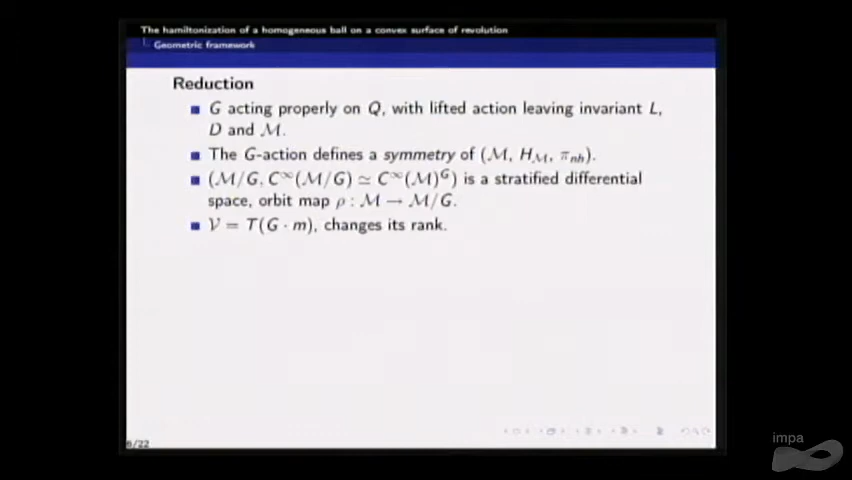 The hamiltonization of a homogeneous ball on a convex surface of revolution
Geometric framework
Reduction
G acting properly on Q, with lifted action leaving invariant L,
D and ℳ.
The G-action defines a symmetry of (ℳ, H_ℳ, π_nh).
(ℳ/G, C^∞(ℳ/G) ≃ C^∞(ℳ)^G) is a stratified differential
space, orbit map ρ : ℳ → ℳ/G.
𝒱 = T(G · m), changes its rank.
6/22
impa